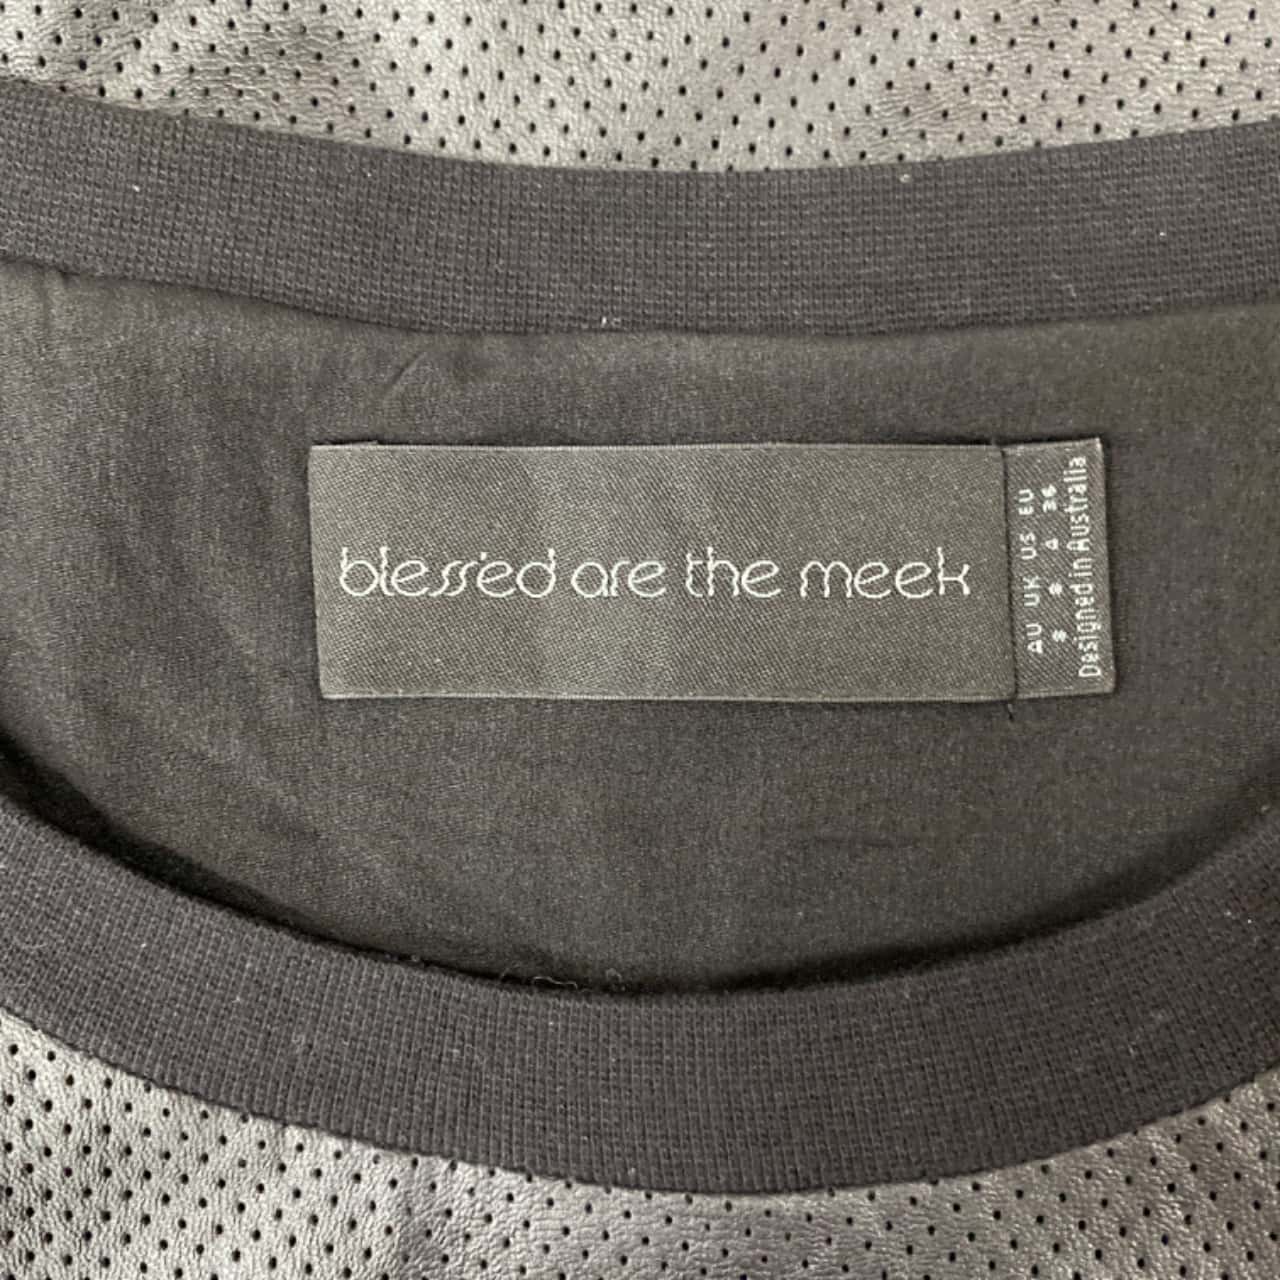 blessed are the meek
AU UK US EU
8 8 4 36
Designed in Australia